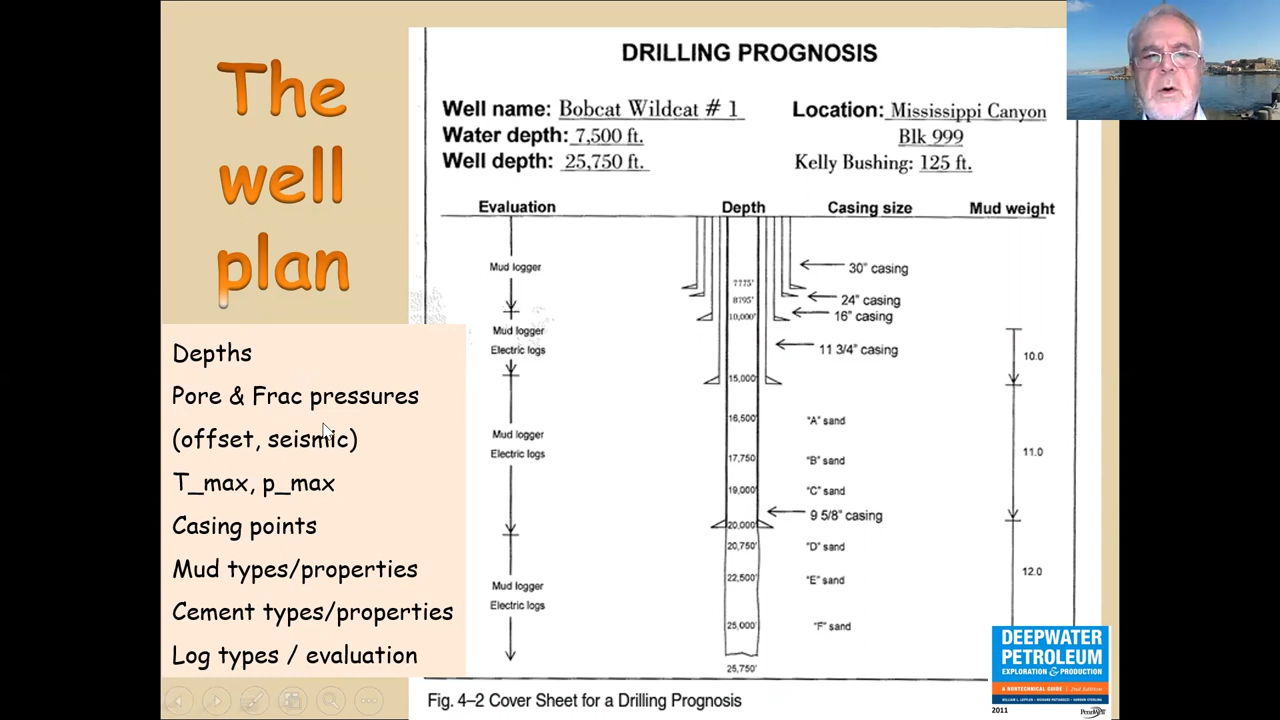 The
well
plan
Depths
Pore & Frac pressures
(offset, seismic)
T_max, p_max
Casing points
Mud types/properties
Cement types/properties
Log types / evaluation
DRILLING PROGNOSIS
Well name: Bobcat Wildcat # 1
Water depth: 7,500 ft.
Well depth: 25,750 ft.
Location: Mississippi Canyon
Blk 999
Kelly Bushing: 125 ft.
Evaluation Depth Casing size Mud weight
Mud logger 30" casing
7775'
8795' 24" casing
10,000' 16" casing
Mud logger
Electric logs 11 3/4" casing 10.0
15,000'
16,500' "A" sand
Mud logger
Electric logs 11.0
17,750 "B" sand
19,000' "C" sand
9 5/8" casing
20,000'
20,750' "D" sand
22,500' "E" sand 12.0
Mud logger
Electric logs
25,000' "F" sand
25,750'
Fig. 4–2 Cover Sheet for a Drilling Prognosis
DEEPWATER
PETROLEUM
EXPLORATION & PRODUCTION
A NONTECHNICAL GUIDE | 2nd Edition
2011
PennWell